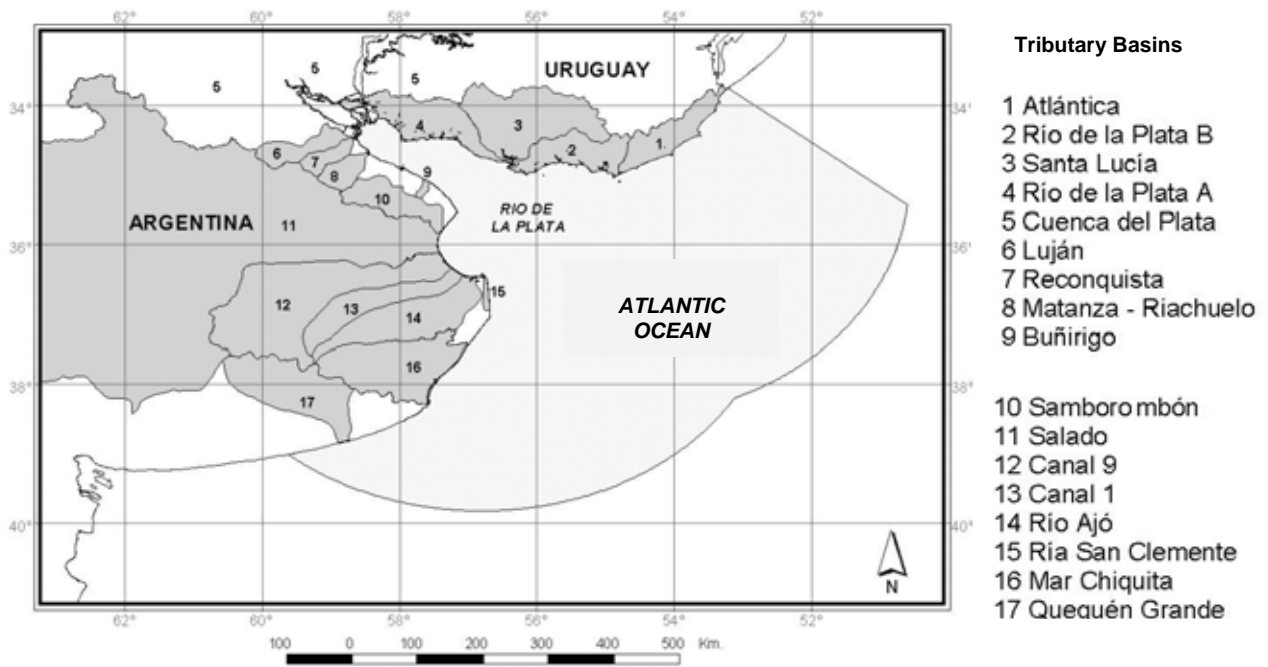 62° 60° 58° 56° 54° 52°
Tributary Basins
URUGUAY
5
5
5
34° 34°
4
3
2
1.
6
7
8
9
10
1 Atlántica
2 Río de la Plata B
3 Santa Lucía
4 Río de la Plata A
5 Cuenca del Plata
6 Luján
7 Reconquista
8 Matanza - Riachuelo
9 Buñirigo
ARGENTINA
11
RIO DE
LA PLATA
36° 36°
12
13
14
15
16
17
ATLANTIC
OCEAN
38° 38°
10 Samborombón
11 Salado
12 Canal 9
13 Canal 1
14 Río Ajó
15 Ría San Clemente
16 Mar Chiquita
17 Quequén Grande
40° 40°
N
62° 60° 58° 56° 54° 52°
100 0 100 200 300 400 500 Km.